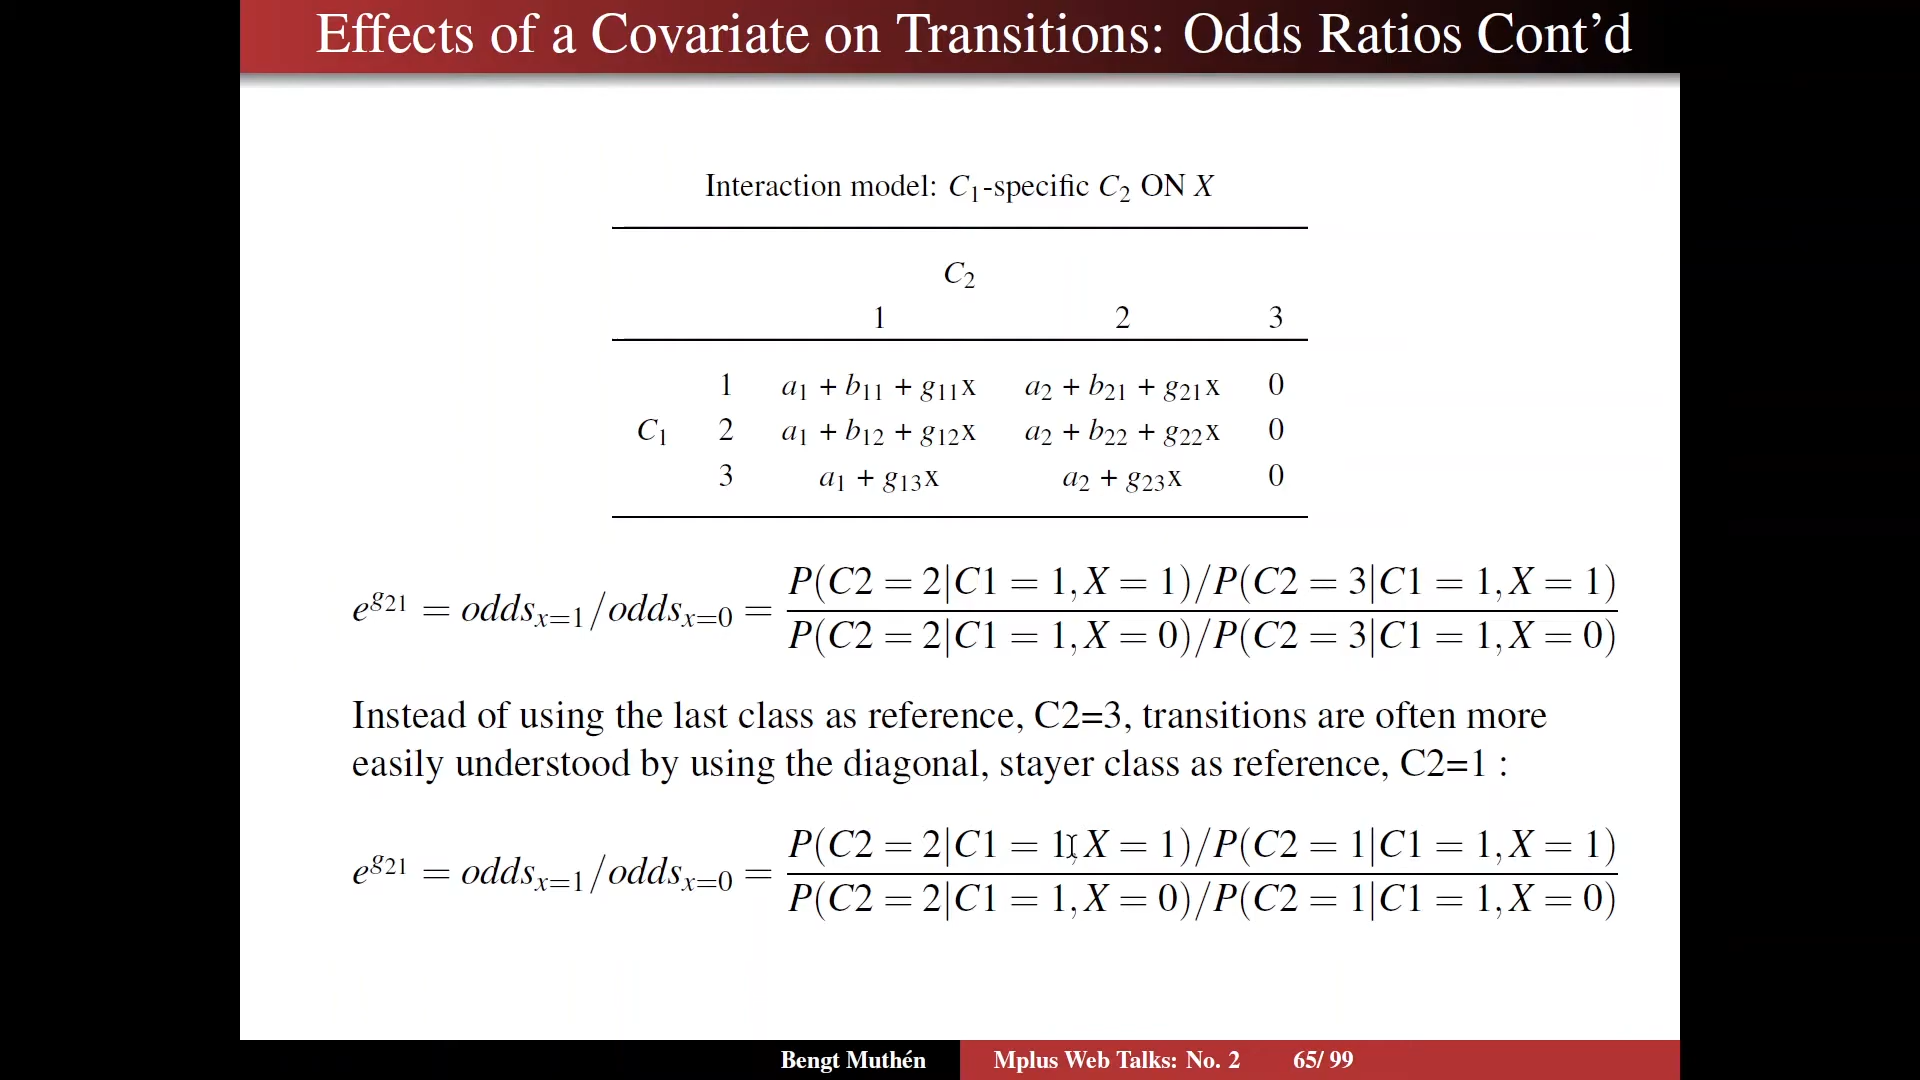 Effects of a Covariate on Transitions: Odds Ratios Cont’d
Interaction model: C₁-specific C₂ ON X
C₂
1 2 3
1 a₁ + b₁₁ + g₁₁x a₂ + b₂₁ + g₂₁x 0
C₁ 2 a₁ + b₁₂ + g₁₂x a₂ + b₂₂ + g₂₂x 0
3 a₁ + g₁₃x a₂ + g₂₃x 0
P(C2 = 2|C1 = 1, X = 1)/P(C2 = 3|C1 = 1, X = 1)
e^g₂₁ = oddsₓ₌₁/oddsₓ₌₀ =
P(C2 = 2|C1 = 1, X = 0)/P(C2 = 3|C1 = 1, X = 0)
Instead of using the last class as reference, C2=3, transitions are often more
easily understood by using the diagonal, stayer class as reference, C2=1 :
P(C2 = 2|C1 = 1, X = 1)/P(C2 = 1|C1 = 1, X = 1)
e^g₂₁ = oddsₓ₌₁/oddsₓ₌₀ =
P(C2 = 2|C1 = 1, X = 0)/P(C2 = 1|C1 = 1, X = 0)
Bengt Muthén Mplus Web Talks: No. 2 65/ 99